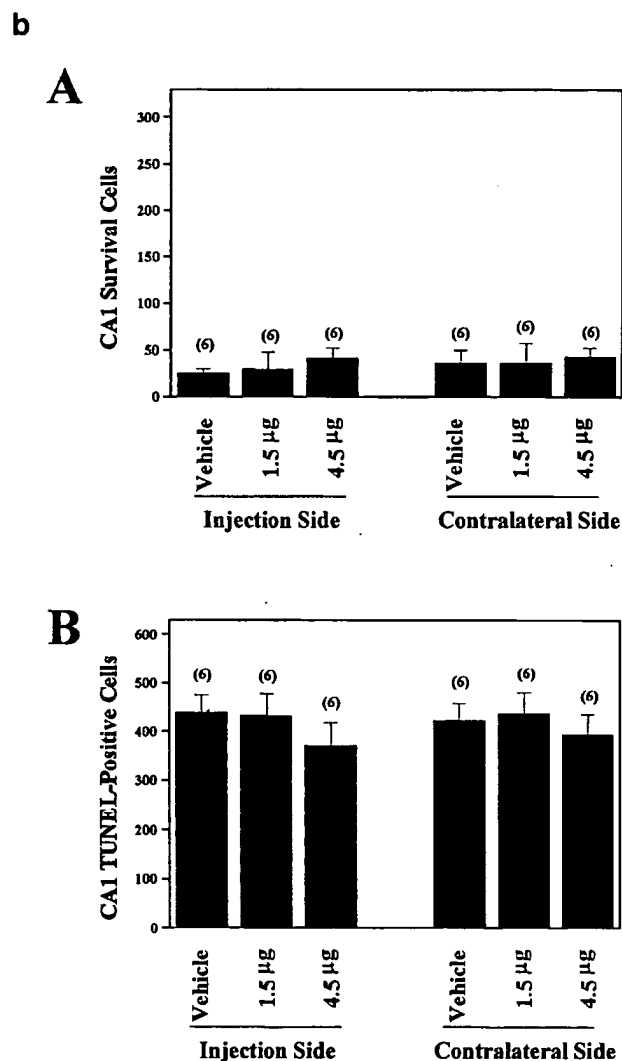 b
A
CA1 Survival Cells
300
250
200
150
100
50
0
(6)
(6)
(6)
(6)
(6)
(6)
Vehicle
1.5 µg
4.5 µg
Vehicle
1.5 µg
4.5 µg
Injection Side
Contralateral Side
B
CA1 TUNEL-Positive Cells
600
500
400
300
200
100
0
(6)
(6)
(6)
(6)
(6)
(6)
Vehicle
1.5 µg
4.5 µg
Vehicle
1.5 µg
4.5 µg
Injection Side
Contralateral Side